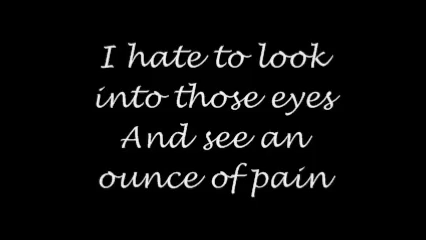 I hate to look
into those eyes
And see an
ounce of pain